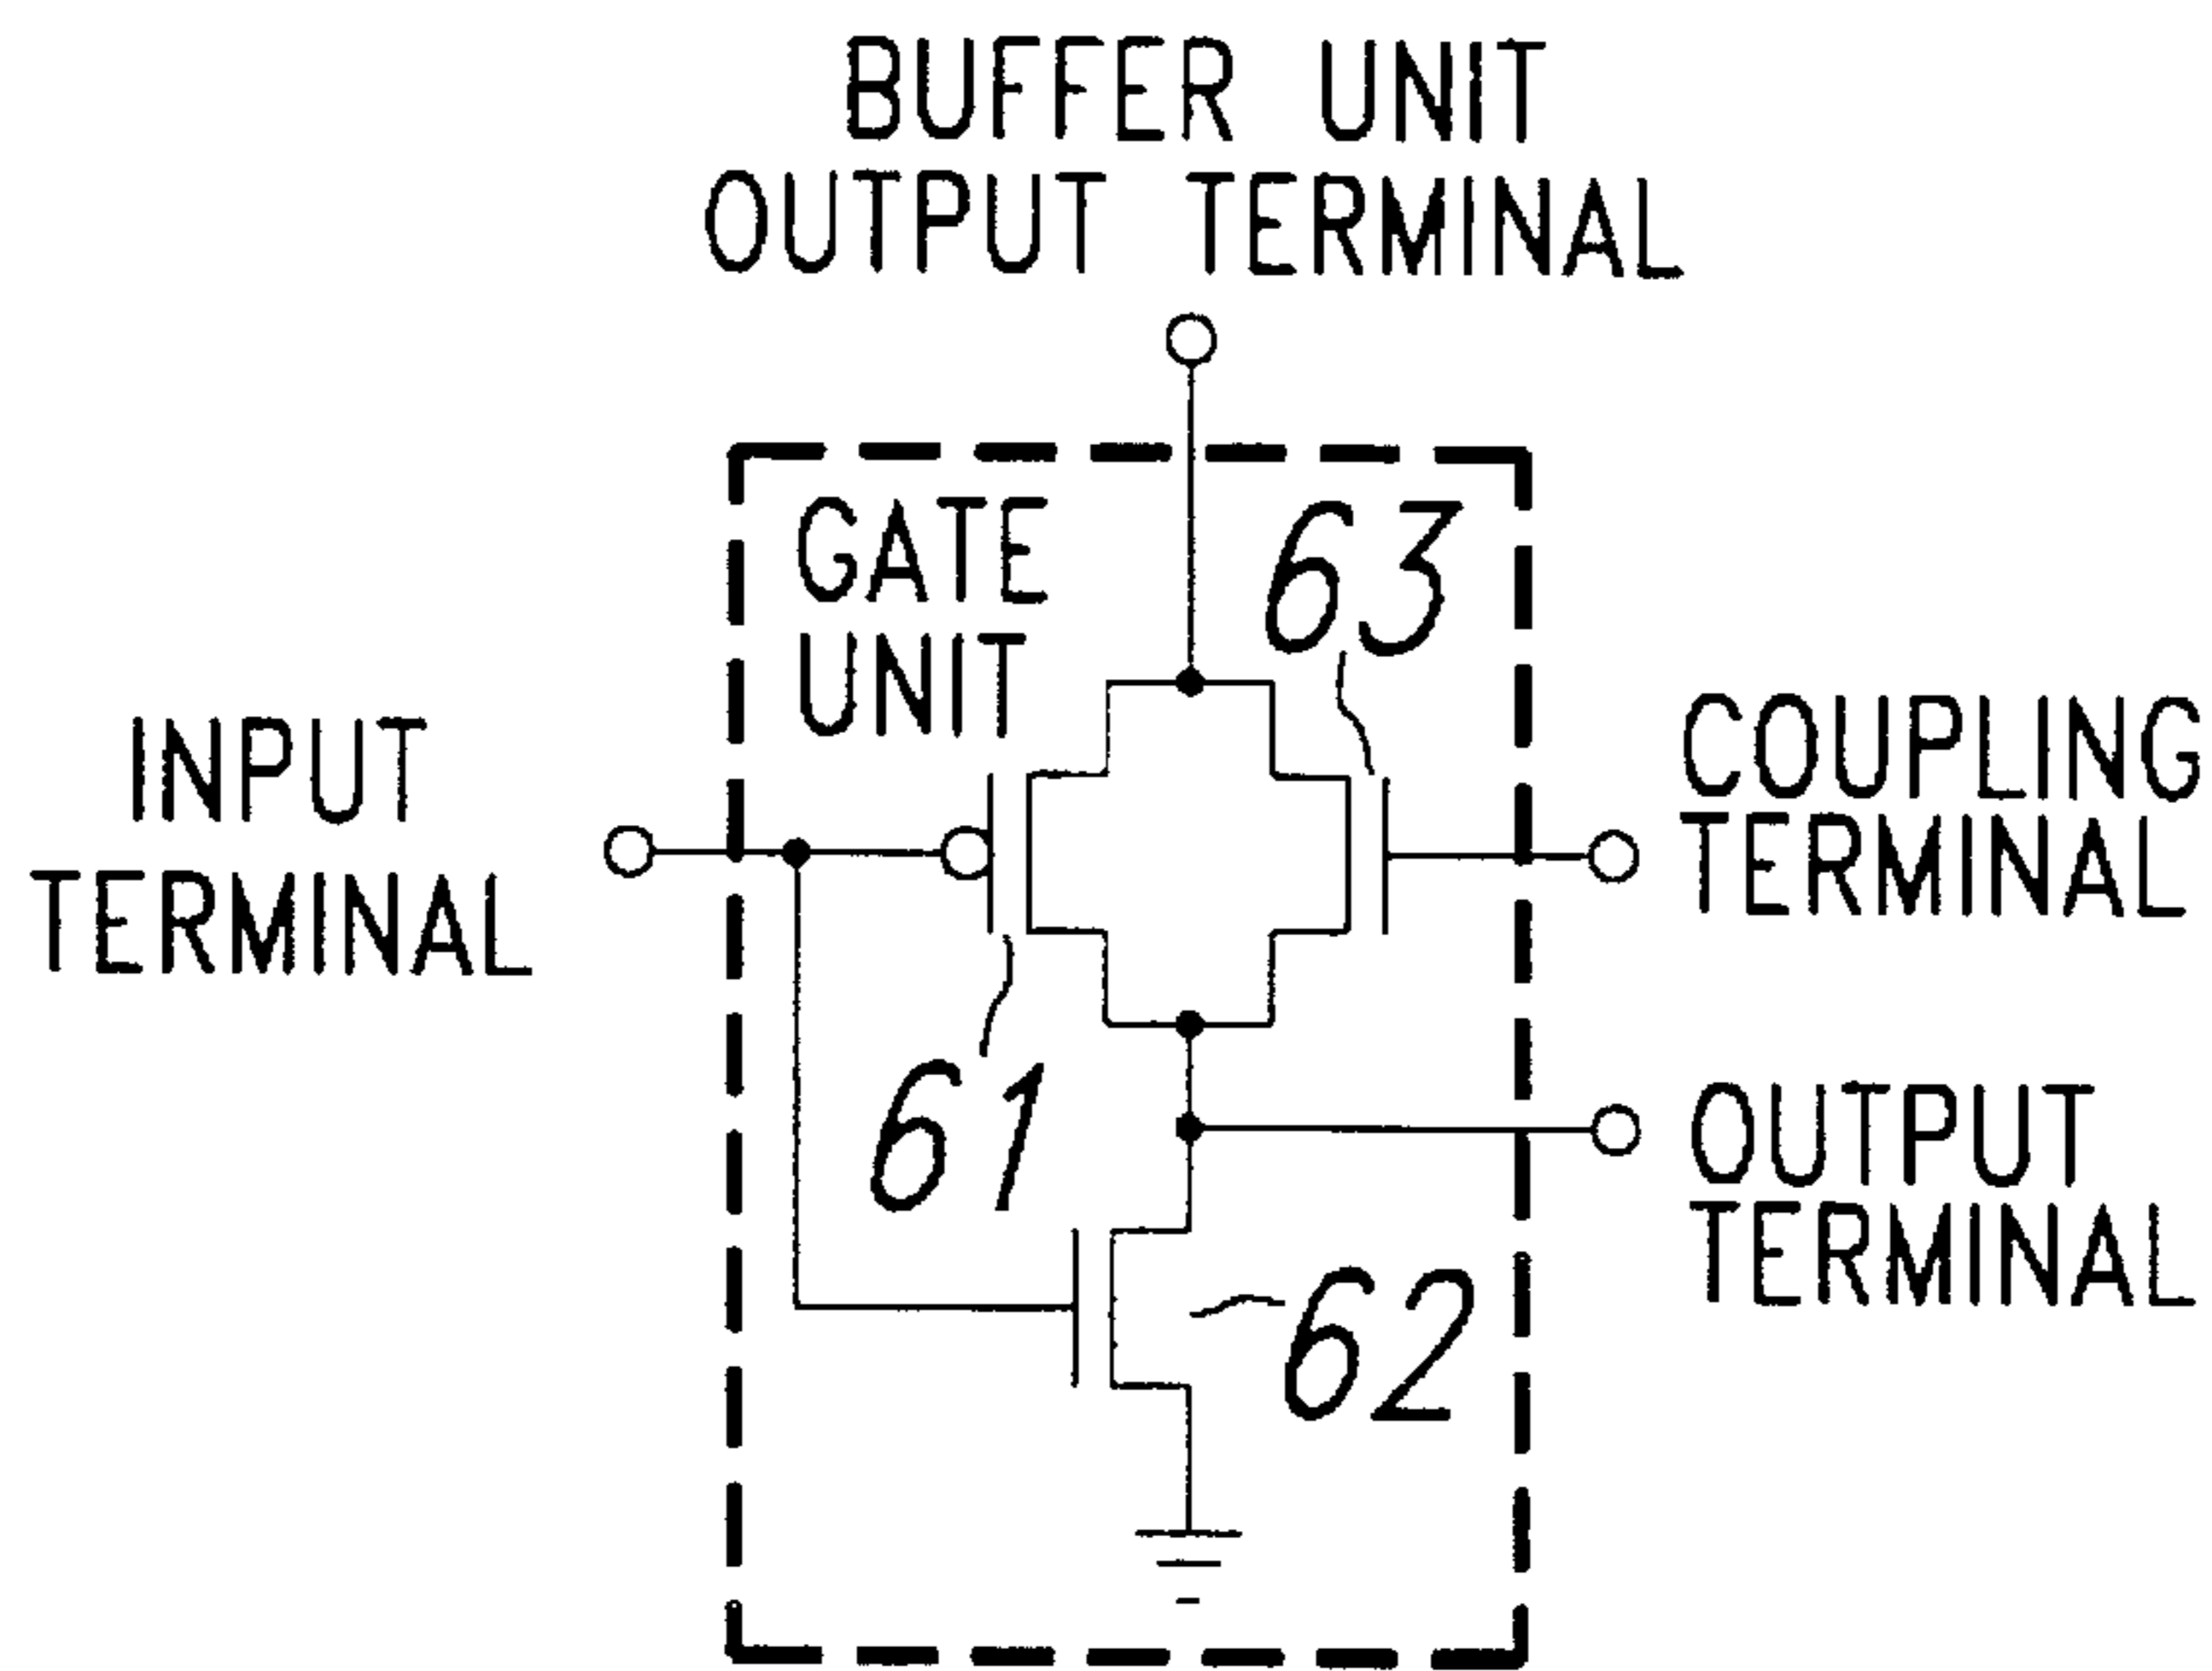 BUFFER UNIT
OUTPUT TERMINAL
GATE
UNIT
63
INPUT
TERMINAL
COUPLING
TERMINAL
61
OUTPUT
TERMINAL
62